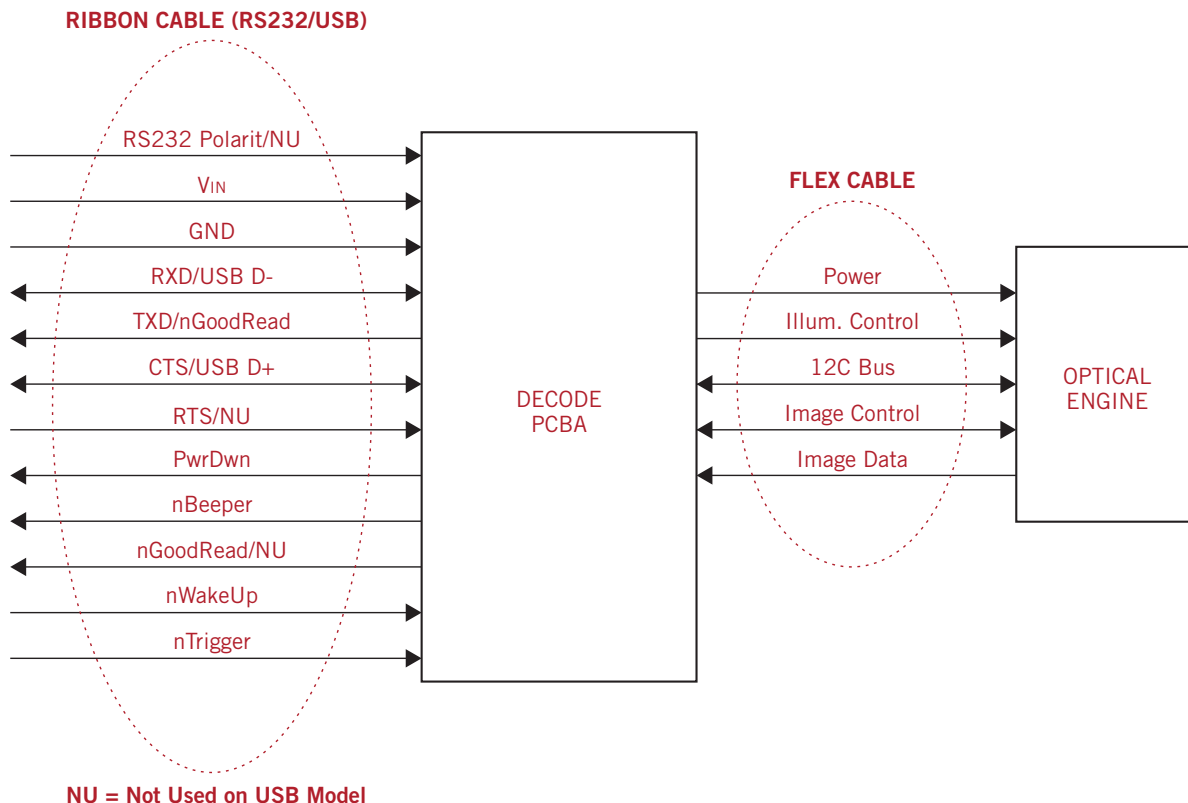 RIBBON CABLE (RS232/USB)
RS232 Polarit/NU
VIN
GND
RXD/USB D-
TXD/nGoodRead
CTS/USB D+
RTS/NU
PwrDwn
nBeeper
nGoodRead/NU
nWakeUp
nTrigger
DECODE
PCBA
FLEX CABLE
Power
Illum. Control
12C Bus
Image Control
Image Data
OPTICAL
ENGINE
NU = Not Used on USB Model